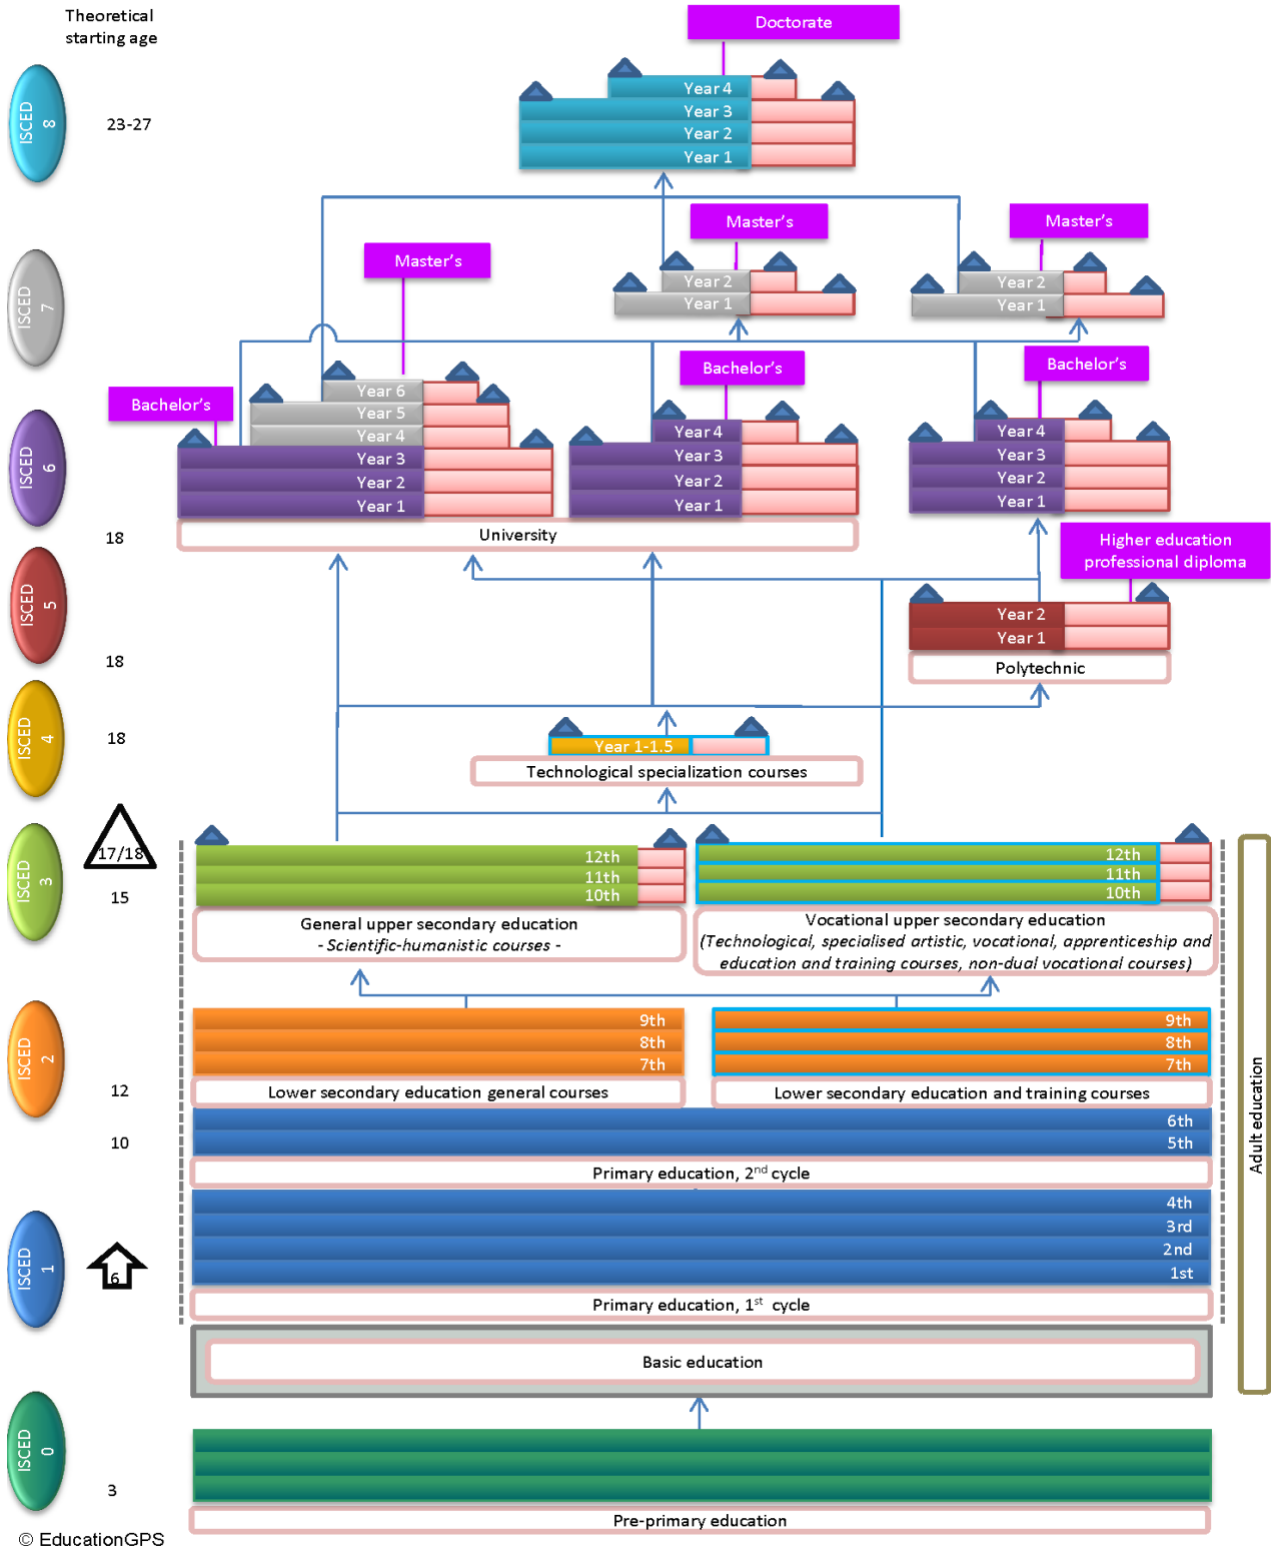 Theoretical
starting age
Doctorate
ISCED
8
23-27
Year 4
Year 3
Year 2
Year 1
Master's
Master's
Master's
ISCED
7
Year 2
Year 1
Year 2
Year 1
Bachelor's
Bachelor's
Bachelor's
ISCED
6
Year 6
Year 5
Year 4
Year 3
Year 2
Year 1
Year 4
Year 3
Year 2
Year 1
Year 4
Year 3
Year 2
Year 1
18
University
Higher education
professional diploma
ISCED
5
Year 2
Year 1
18
Polytechnic
ISCED
4
18
Year 1-1.5
Technological specialization courses
ISCED
3
17/18
15
12th
11th
10th
12th
11th
10th
General upper secondary education
- Scientific-humanistic courses -
Vocational upper secondary education
(Technological, specialised artistic, vocational, apprenticeship and
education and training courses, non-dual vocational courses)
ISCED
2
9th
8th
7th
9th
8th
7th
12
Lower secondary education general courses
Lower secondary education and training courses
10
6th
5th
Primary education, 2nd cycle
ISCED
1
6
4th
3rd
2nd
1st
Primary education, 1st cycle
Adult education
Basic education
ISCED
0
3
Pre-primary education
© EducationGPS